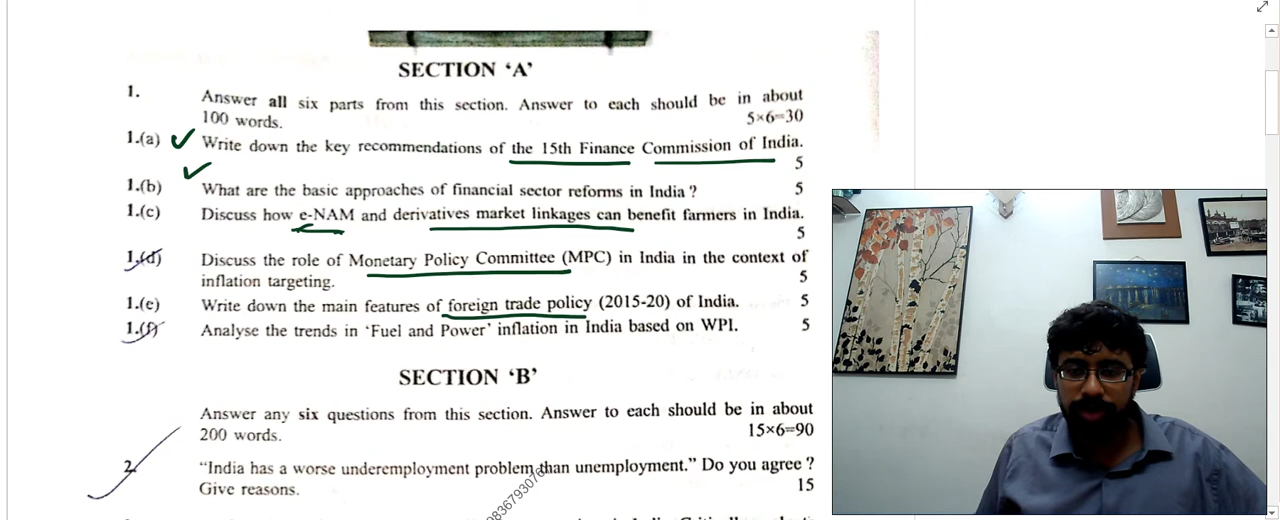 SECTION ‘A’
1.
Answer all six parts from this section. Answer to each should be in about
100 words.
5×6=30
1.(a) Write down the key recommendations of the 15th Finance Commission of India.
5
1.(b) What are the basic approaches of financial sector reforms in India ? 5
1.(c) Discuss how e-NAM and derivatives market linkages can benefit farmers in India.
5
1.(d) Discuss the role of Monetary Policy Committee (MPC) in India in the context of
inflation targeting. 5
1.(e) Write down the main features of foreign trade policy (2015-20) of India. 5
1.(f) Analyse the trends in ‘Fuel and Power’ inflation in India based on WPI. 5
SECTION ‘B’
Answer any six questions from this section. Answer to each should be in about
200 words. 15×6=90
2. “India has a worse underemployment problem than unemployment.” Do you agree ?
Give reasons. 15